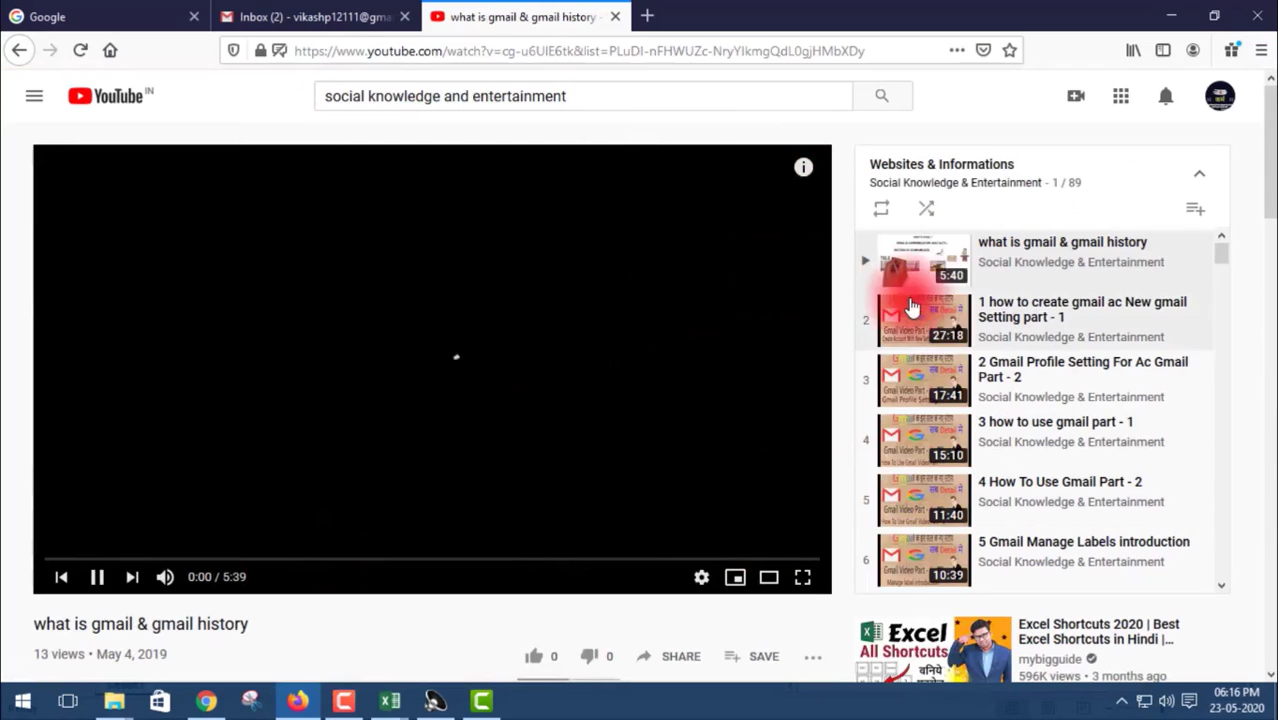 Google
Inbox (2) - vikashp12111@gma
what is gmail & gmail history -
https://www.youtube.com/watch?v=cg-u6UlE6tk&list=PLuDI-nFHWUZc-NryYIkmgQdL0gjHMbXDy
YouTube IN
social knowledge and entertainment
Websites & Informations
Social Knowledge & Entertainment - 1 / 89
what is gmail & gmail history
Social Knowledge & Entertainment
5:40
2
1 how to create gmail ac New gmail
Setting part - 1
Social Knowledge & Entertainment
27:18
3
2 Gmail Profile Setting For Ac Gmail
Part - 2
Social Knowledge & Entertainment
17:41
4
3 how to use gmail part - 1
Social Knowledge & Entertainment
15:10
5
4 How To Use Gmail Part - 2
Social Knowledge & Entertainment
11:40
6
5 Gmail Manage Labels introduction
Social Knowledge & Entertainment
10:39
0:00 / 5:39
what is gmail & gmail history
13 views • May 4, 2019
0
0
SHARE
SAVE
Excel
All Shortcuts
Excel Shortcuts 2020 | Best
Excel Shortcuts in Hindi |...
mybigguide
596K views • 3 months ago
06:16 PM
23-05-2020